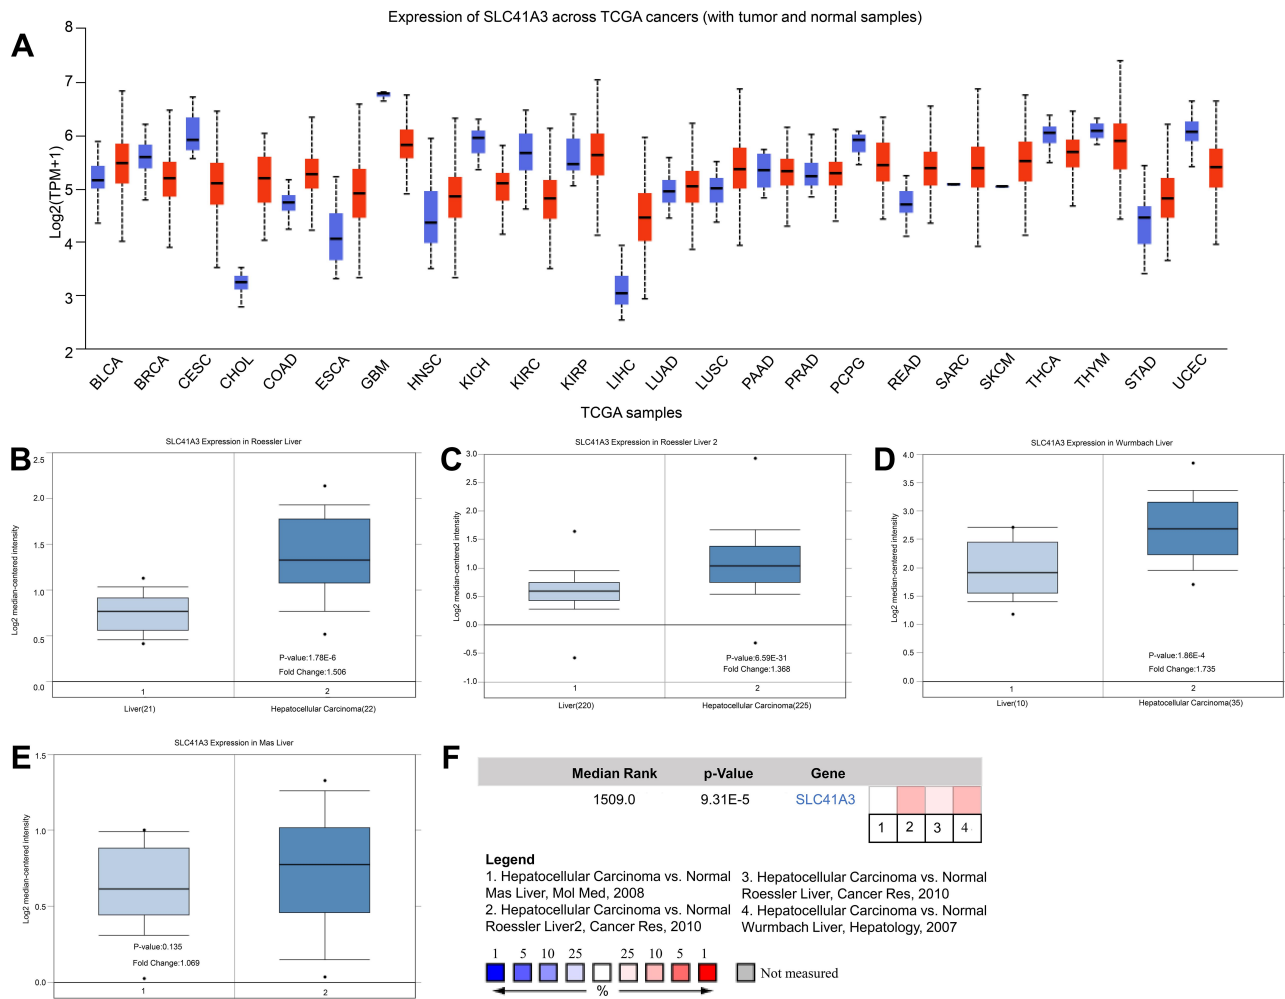 Expression of SLC41A3 across TCGA cancers (with tumor and normal samples)
A
Log2(TPM+1)
8
7
6
5
4
3
2
BLCA
BRCA
CESC
CHOL
COAD
ESCA
GBM
HNSC
KICH
KIRC
KIRP
LIHC
LUAD
LUSC
PAAD
PRAD
PCPG
READ
SARC
SKCM
THCA
THYM
STAD
UCEC
TCGA samples
B
SLC41A3 Expression in Roessler Liver
Log2 median-centered intensity
2.5
2.0
1.5
1.0
0.5
0.0
P-value:1.78E-6
Fold Change:1.506
1
2
Liver(21)
Hepatocellular Carcinoma(22)
C
SLC41A3 Expression in Roessler Liver 2
Log2 median-centered intensity
3.0
2.5
2.0
1.5
1.0
0.5
0.0
-0.5
-1.0
P-value:6.59E-31
Fold Change:1.368
1
2
Liver(220)
Hepatocellular Carcinoma(225)
D
SLC41A3 Expression in Wurmbach Liver
Log2 median-centered intensity
4.0
3.5
3.0
2.5
2.0
1.5
1.0
0.5
0.0
P-value:1.86E-4
Fold Change:1.735
1
2
Liver(10)
Hepatocellular Carcinoma(35)
E
SLC41A3 Expression in Mas Liver
Log2 median-centered intensity
1.5
1.0
0.5
0.0
P-value:0.135
Fold Change:1.069
1
2
F
Median Rank p-Value Gene
1509.0 9.31E-5 SLC41A3
1 2 3 4
Legend
1. Hepatocellular Carcinoma vs. Normal
Mas Liver, Mol Med, 2008
2. Hepatocellular Carcinoma vs. Normal
Roessler Liver2, Cancer Res, 2010
3. Hepatocellular Carcinoma vs. Normal
Roessler Liver, Cancer Res, 2010
4. Hepatocellular Carcinoma vs. Normal
Wurmbach Liver, Hepatology, 2007
1 5 10 25 25 10 5 1
Not measured
%